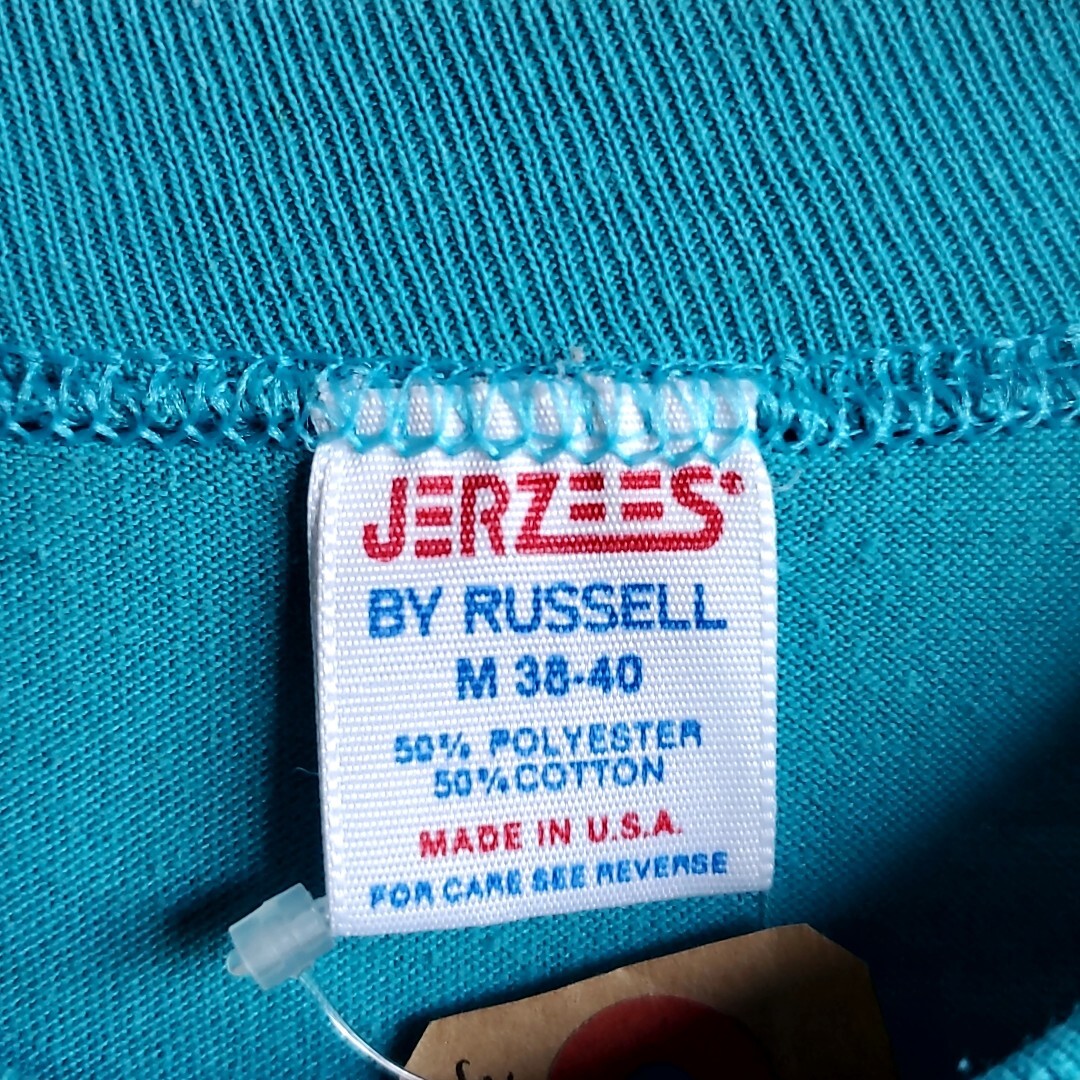 JERZEES®
BY RUSSELL
M 38-40
50% POLYESTER
50% COTTON
MADE IN U.S.A.
FOR CARE SEE REVERSE